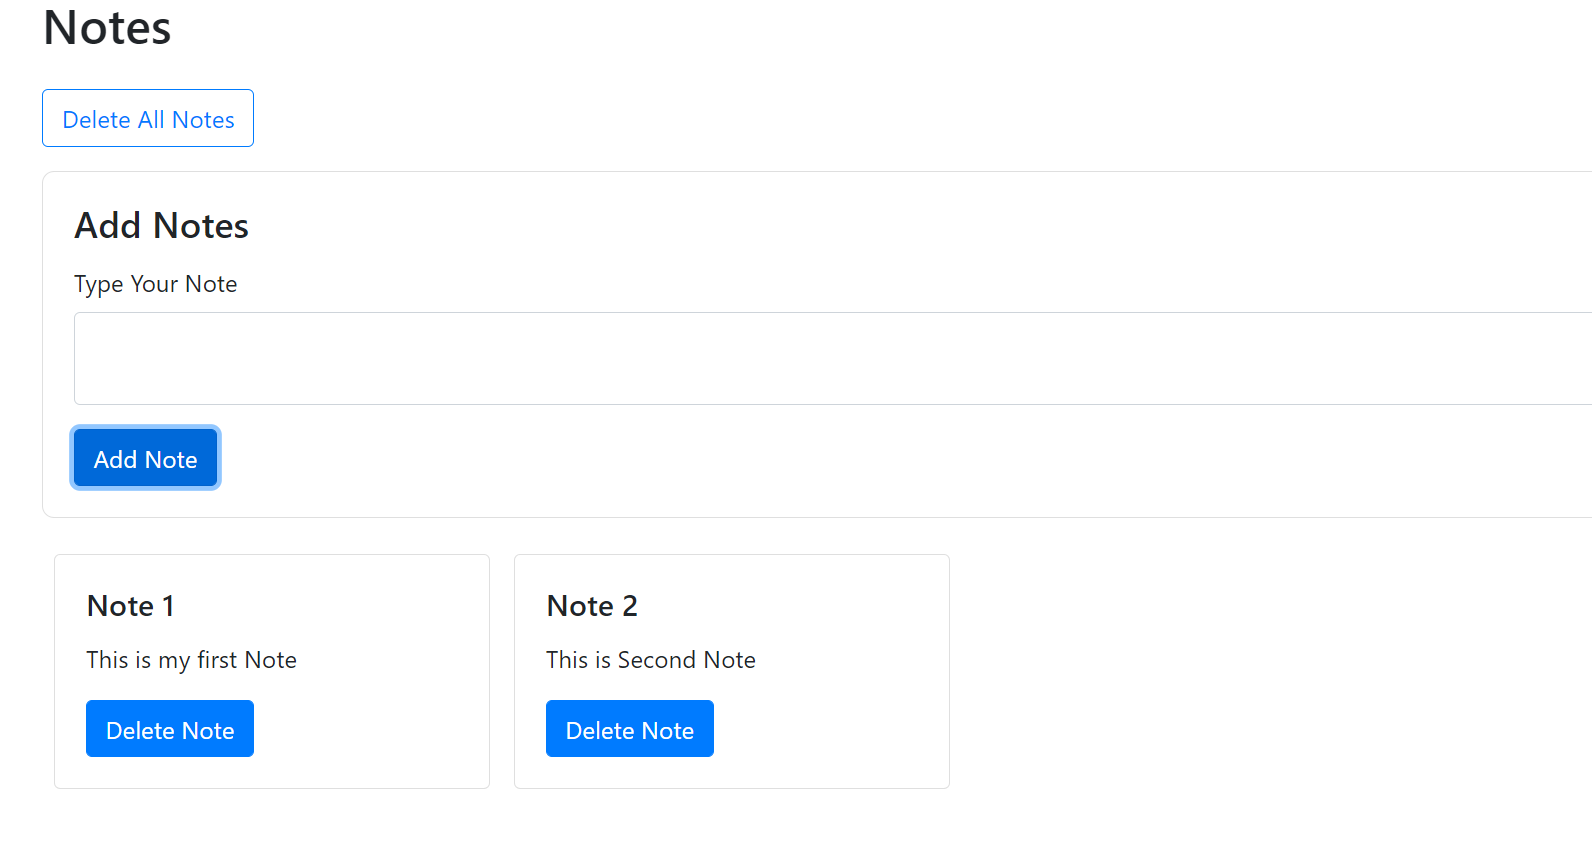 Notes
Delete All Notes
Add Notes
Type Your Note
Add Note
Note 1
This is my first Note
Delete Note
Note 2
This is Second Note
Delete Note